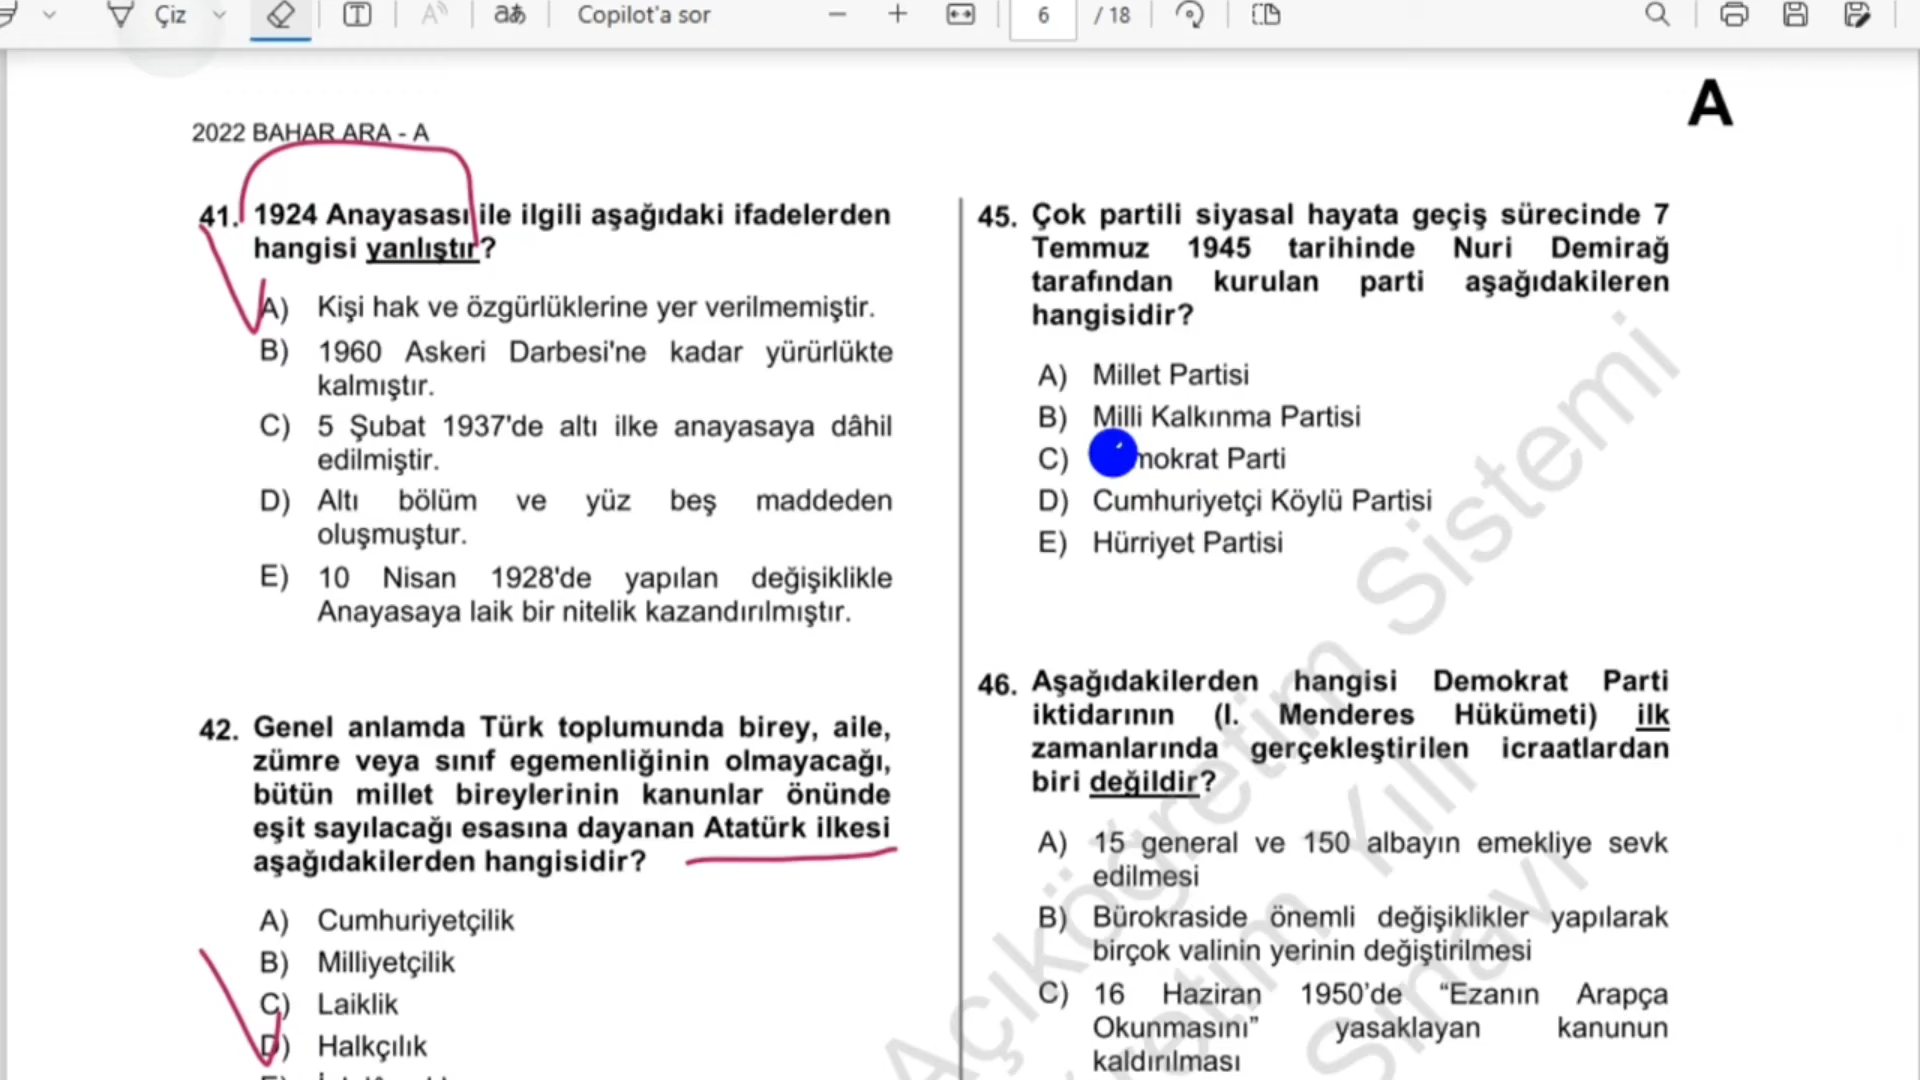 Çiz
aあ
Copilot'a sor
6
/ 18
A
2022 BAHAR ARA - A
41. 1924 Anayasası ile ilgili aşağıdaki ifadelerden
hangisi yanlıştır?
A) Kişi hak ve özgürlüklerine yer verilmemiştir.
B) 1960 Askeri Darbesi'ne kadar yürürlükte
kalmıştır.
C) 5 Şubat 1937'de altı ilke anayasaya dâhil
edilmiştir.
D) Altı bölüm ve yüz beş maddeden
oluşmuştur.
E) 10 Nisan 1928'de yapılan değişiklikle
Anayasaya laik bir nitelik kazandırılmıştır.
42. Genel anlamda Türk toplumunda birey, aile,
zümre veya sınıf egemenliğinin olmayacağı,
bütün millet bireylerinin kanunlar önünde
eşit sayılacağı esasına dayanan Atatürk ilkesi
aşağıdakilerden hangisidir?
A) Cumhuriyetçilik
B) Milliyetçilik
C) Laiklik
D) Halkçılık
45. Çok partili siyasal hayata geçiş sürecinde 7
Temmuz 1945 tarihinde Nuri Demirağ
tarafından kurulan parti aşağıdakileren
hangisidir?
A) Millet Partisi
B) Milli Kalkınma Partisi
C) mokrat Parti
D) Cumhuriyetçi Köylü Partisi
E) Hürriyet Partisi
46. Aşağıdakilerden hangisi Demokrat Parti
iktidarının (I. Menderes Hükümeti) ilk
zamanlarında gerçekleştirilen icraatlardan
biri değildir?
A) 15 general ve 150 albayın emekliye sevk
edilmesi
B) Bürokraside önemli değişiklikler yapılarak
birçok valinin yerinin değiştirilmesi
C) 16 Haziran 1950’de “Ezanın Arapça
Okunmasını” yasaklayan kanunun
kaldırılması
Açıköğretim Sistemi
retim Yılı
Sınavı